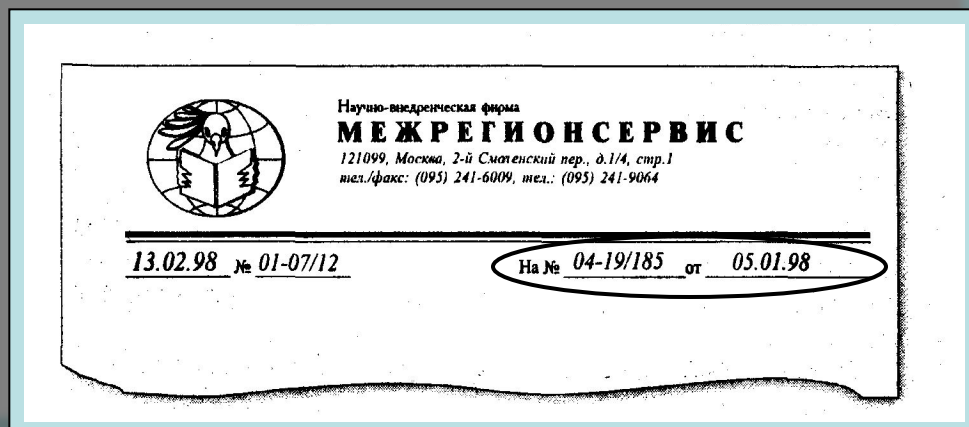 Научно-внедренческая фирма
МЕЖРЕГИОНСЕРВИС
121099, Москва, 2-й Смоленский пер., д.1/4, стр.1
тел./факс: (095) 241-6009, тел.: (095) 241-9064
13.02.98 № 01-07/12 На № 04-19/185 от 05.01.98